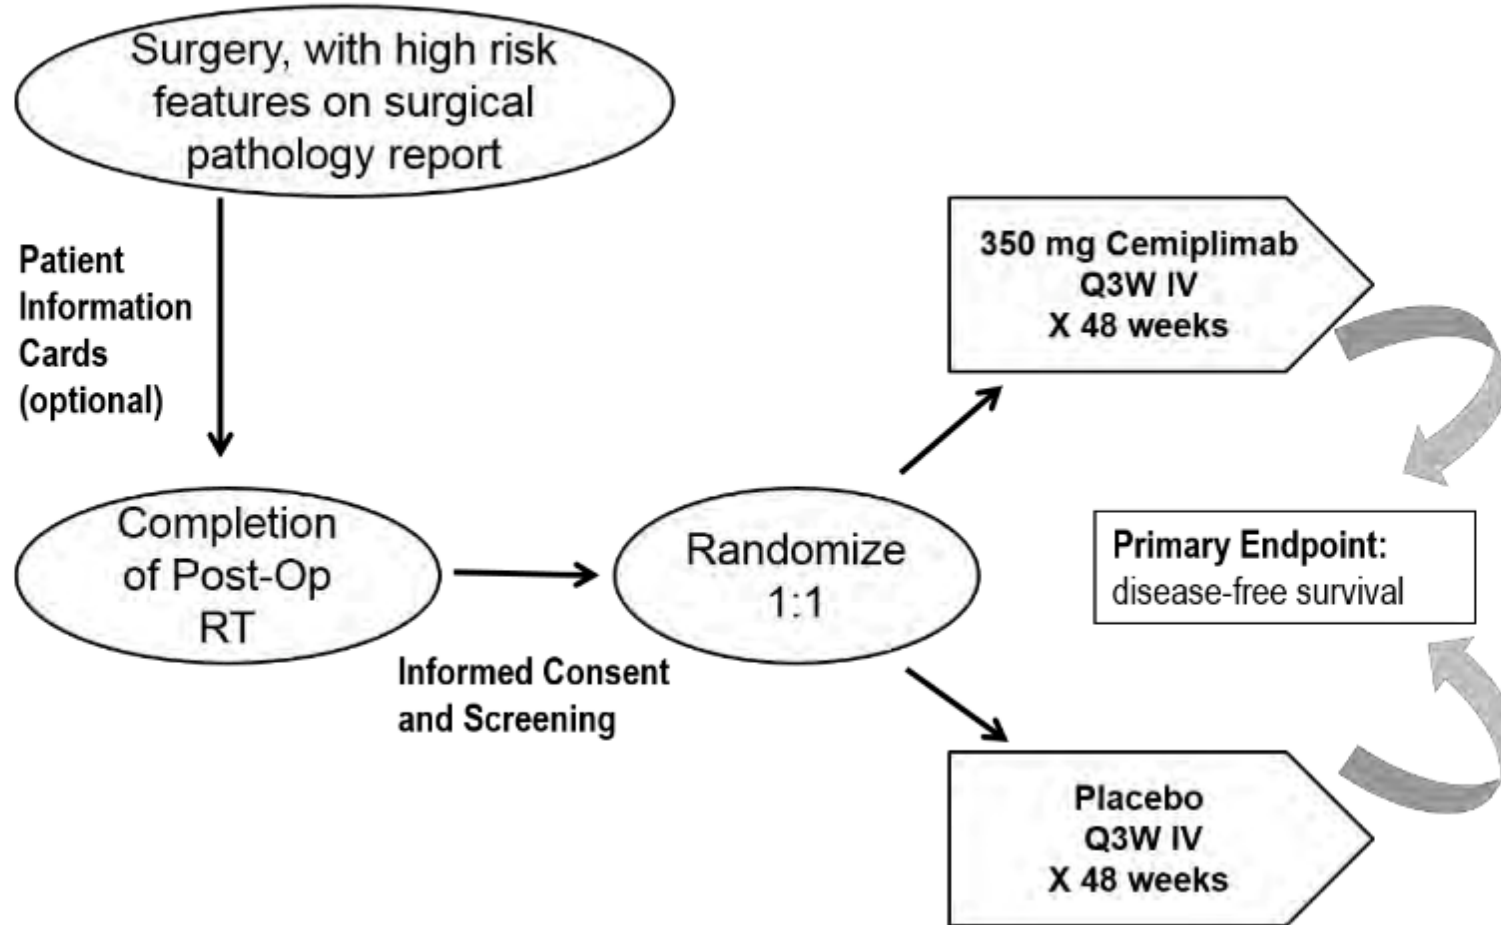 Surgery, with high risk
features on surgical
pathology report
Patient
Information
Cards
(optional)
Completion
of Post-Op
RT
Informed Consent
and Screening
Randomize
1:1
350 mg Cemiplimab
Q3W IV
X 48 weeks
Placebo
Q3W IV
X 48 weeks
Primary Endpoint:
disease-free survival